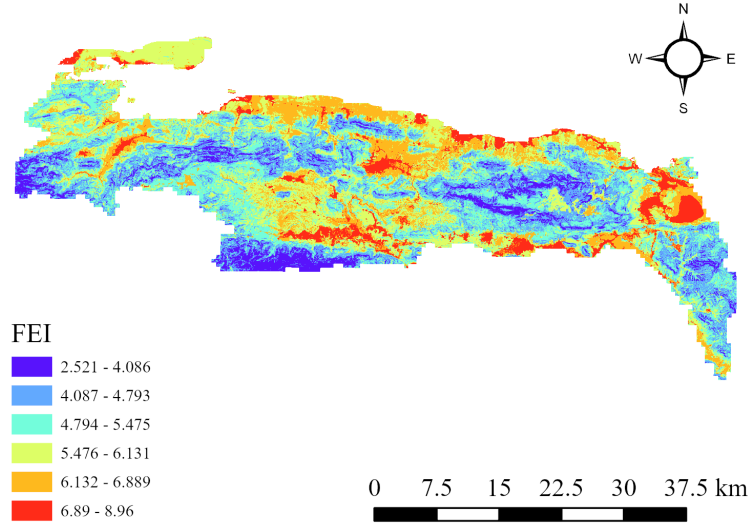 N
W E
S
FEI
2.521 - 4.086
4.087 - 4.793
4.794 - 5.475
5.476 - 6.131
6.132 - 6.889
6.89 - 8.96
0 7.5 15 22.5 30 37.5 km